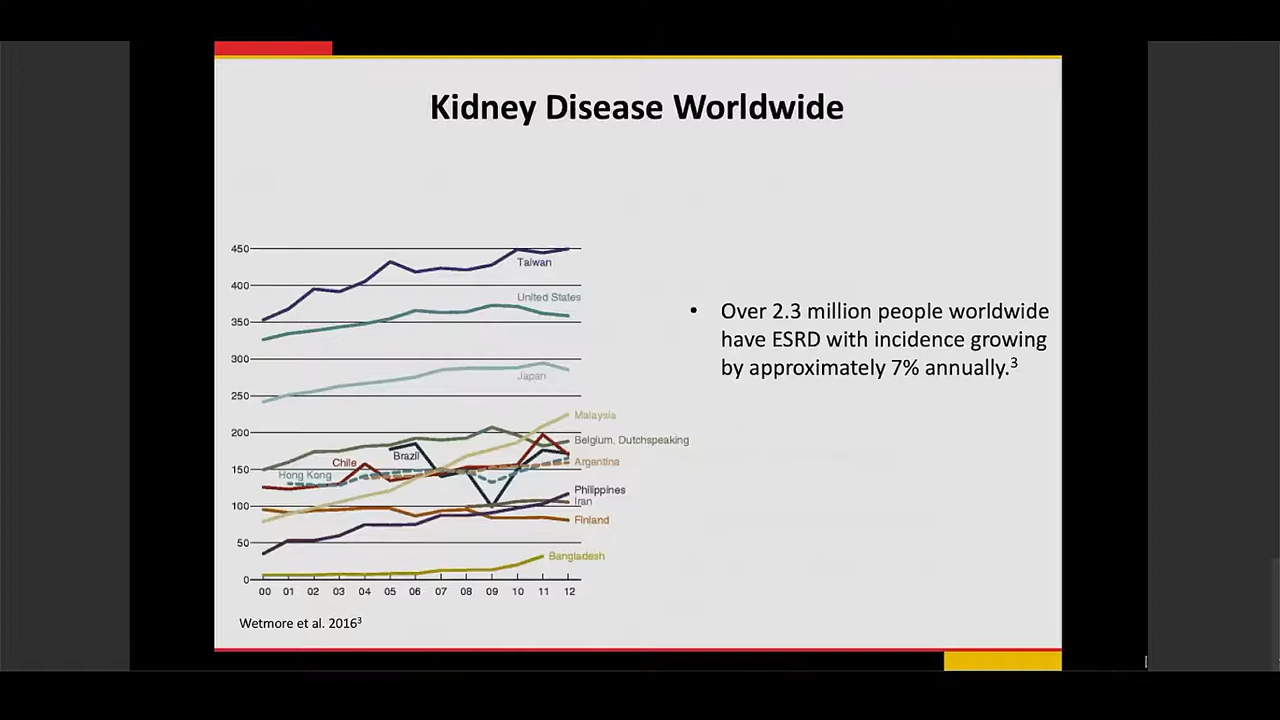 Kidney Disease Worldwide
450
400
350
300
250
200
150
100
50
0
Taiwan
United States
Japan
Malaysia
Belgium, Dutchspeaking
Chile
Brazil
Hong Kong
Argentina
Philippines
Iran
Finland
Bangladesh
00 01 02 03 04 05 06 07 08 09 10 11 12
Wetmore et al. 2016³
• Over 2.3 million people worldwide
have ESRD with incidence growing
by approximately 7% annually.³